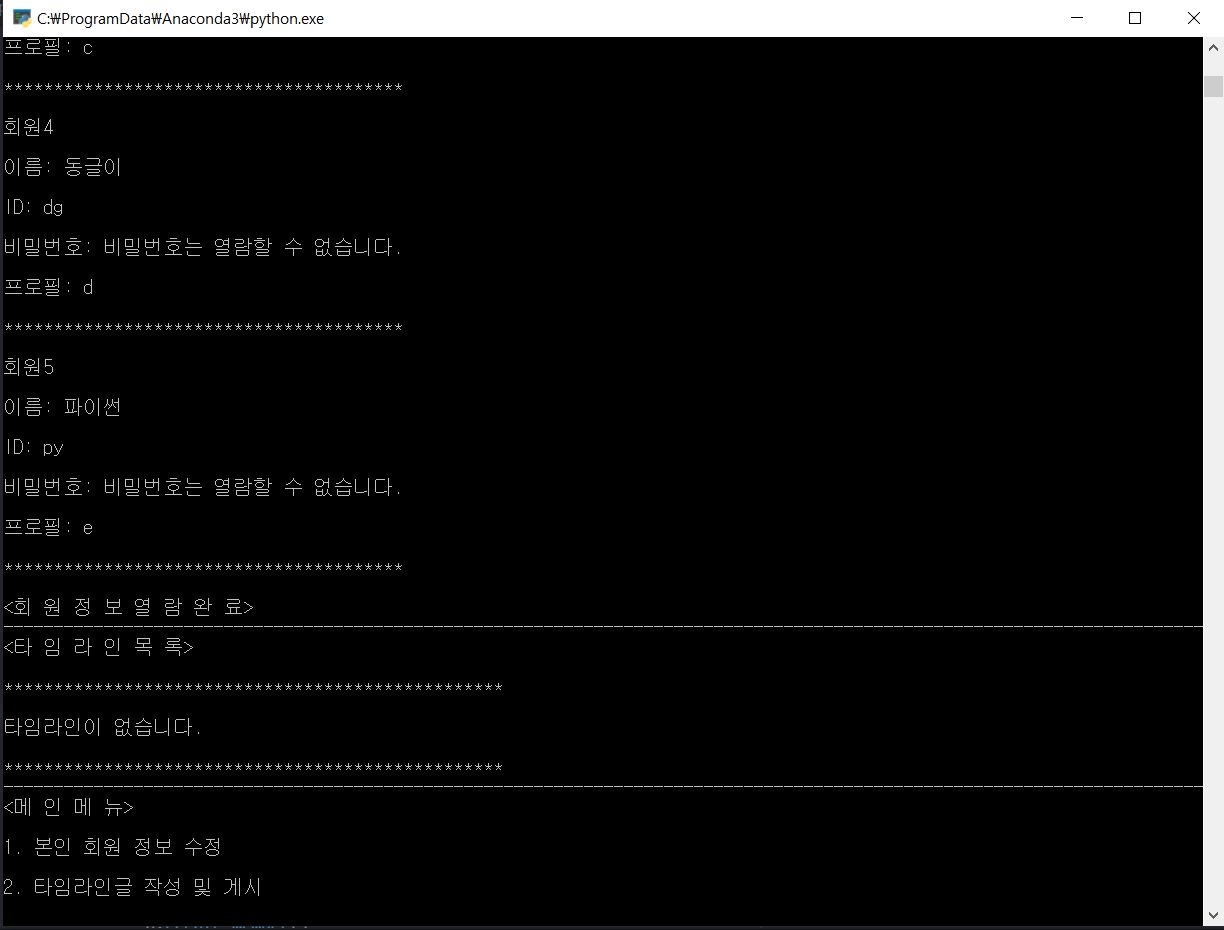 C:\ProgramData\Anaconda3\python.exe
프로필: c
****************************************
회원4
이름: 동글이
ID: dg
비밀번호: 비밀번호는 열람할 수 없습니다.
프로필: d
****************************************
회원5
이름: 파이썬
ID: py
비밀번호: 비밀번호는 열람할 수 없습니다.
프로필: e
****************************************
<회 원 정 보 열 람 완 료>
<타 임 라 인 목 록>
**************************************************
타임라인이 없습니다.
**************************************************
<메 인 메 뉴>
1. 본인 회원 정보 수정
2. 타임라인글 작성 및 게시